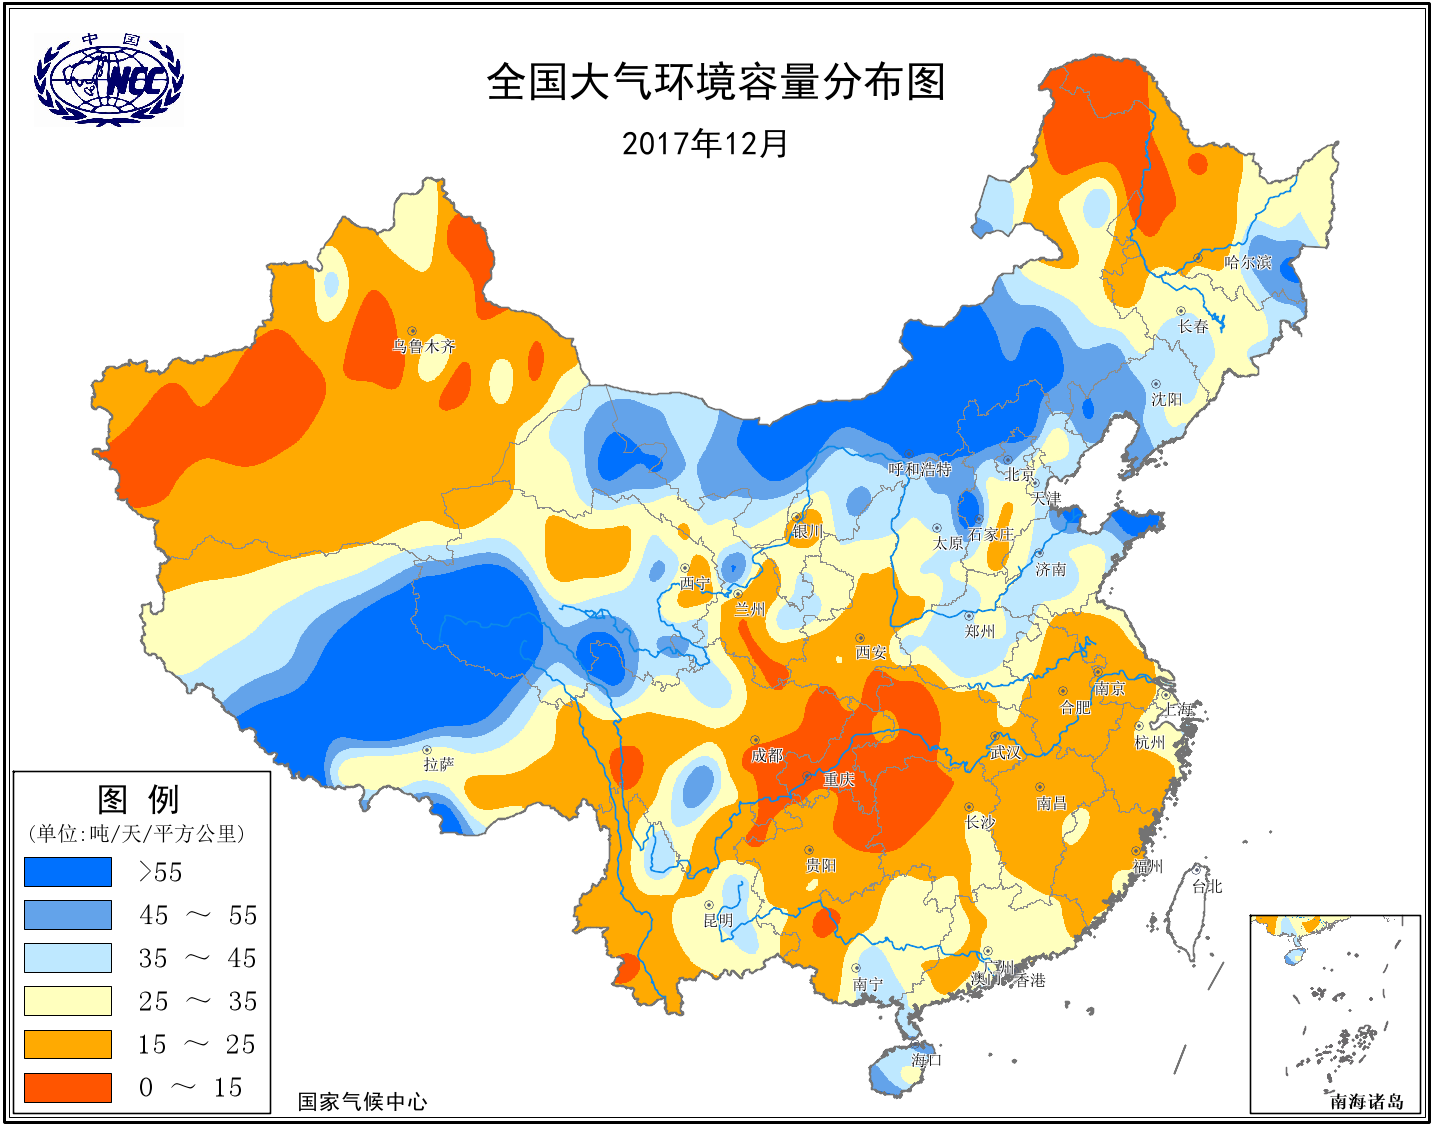 中 国
NCC
全国大气环境容量分布图
2017年12月
哈尔滨
长春
乌鲁木齐
沈阳
呼和浩特
北京
天津
银川
太原
石家庄
济南
西宁
兰州
郑州
西安
南京
合肥
上海
杭州
成都
武汉
拉萨
重庆
南昌
长沙
贵阳
福州
台北
昆明
广州
澳门
香港
南宁
海口
图 例
(单位:吨/天/平方公里)
>55
45 ～ 55
35 ～ 45
25 ～ 35
15 ～ 25
0 ～ 15
国家气候中心
南海诸岛